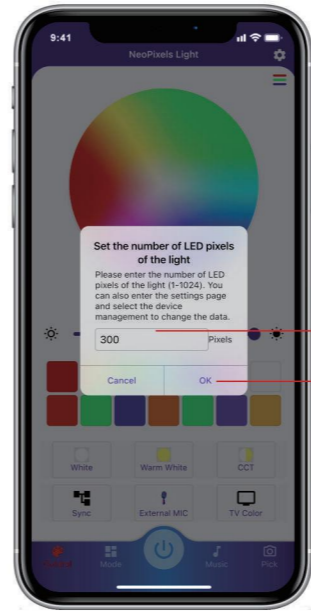 9:41
NeoPixels Light
Set the number of LED pixels
of the light
Please enter the number of LED
pixels of the light (1-1024). You
can also enter the settings page
and select the device
management to change the data.
300 Pixels
Cancel OK
White Warm White CCT
Sync External MIC TV Color
Mode Music Pick